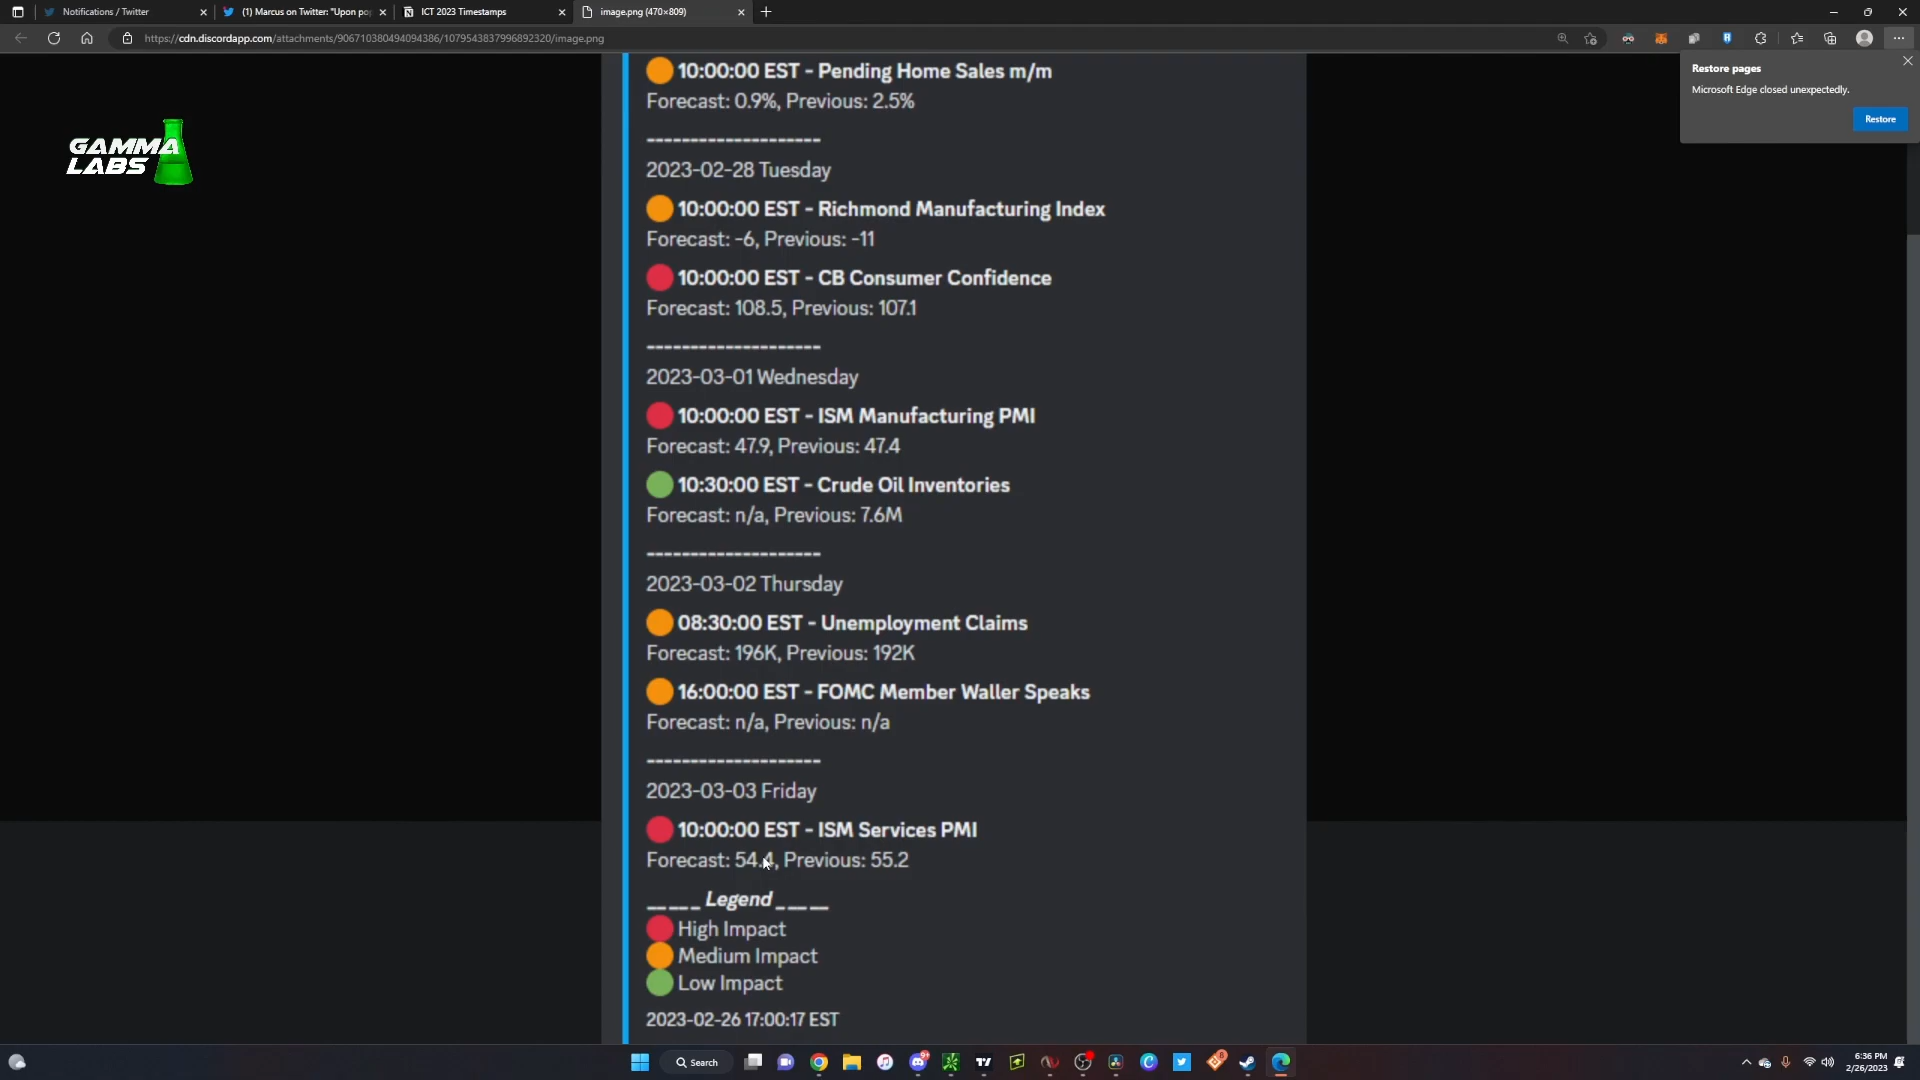 Notifications / Twitter
(1) Marcus on Twitter: "Upon pop
ICT 2023 Timestamps
image.png (470×809)
https://cdn.discordapp.com/attachments/906710380494094386/1079543837996892320/image.png
Restore pages
Microsoft Edge closed unexpectedly.
Restore
GAMMA
LABS
10:00:00 EST - Pending Home Sales m/m
Forecast: 0.9%, Previous: 2.5%
--------------------
2023-02-28 Tuesday
10:00:00 EST - Richmond Manufacturing Index
Forecast: -6, Previous: -11
10:00:00 EST - CB Consumer Confidence
Forecast: 108.5, Previous: 107.1
--------------------
2023-03-01 Wednesday
10:00:00 EST - ISM Manufacturing PMI
Forecast: 47.9, Previous: 47.4
10:30:00 EST - Crude Oil Inventories
Forecast: n/a, Previous: 7.6M
--------------------
2023-03-02 Thursday
08:30:00 EST - Unemployment Claims
Forecast: 196K, Previous: 192K
16:00:00 EST - FOMC Member Waller Speaks
Forecast: n/a, Previous: n/a
--------------------
2023-03-03 Friday
10:00:00 EST - ISM Services PMI
Forecast: 54.4, Previous: 55.2
_____ Legend _____
High Impact
Medium Impact
Low Impact
2023-02-26 17:00:17 EST
Search
6:36 PM
2/26/2023